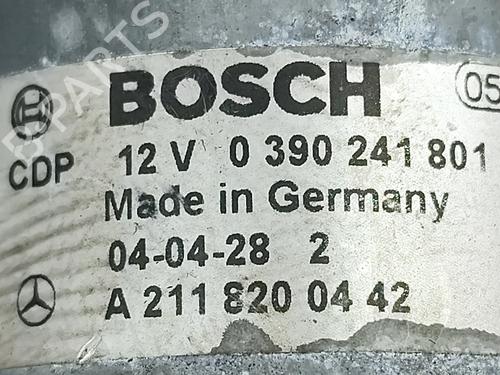 BOSCH 05
CDP 12 V 0 390 241 801
Made in Germany
04-04-28 2
A 211 820 04 42